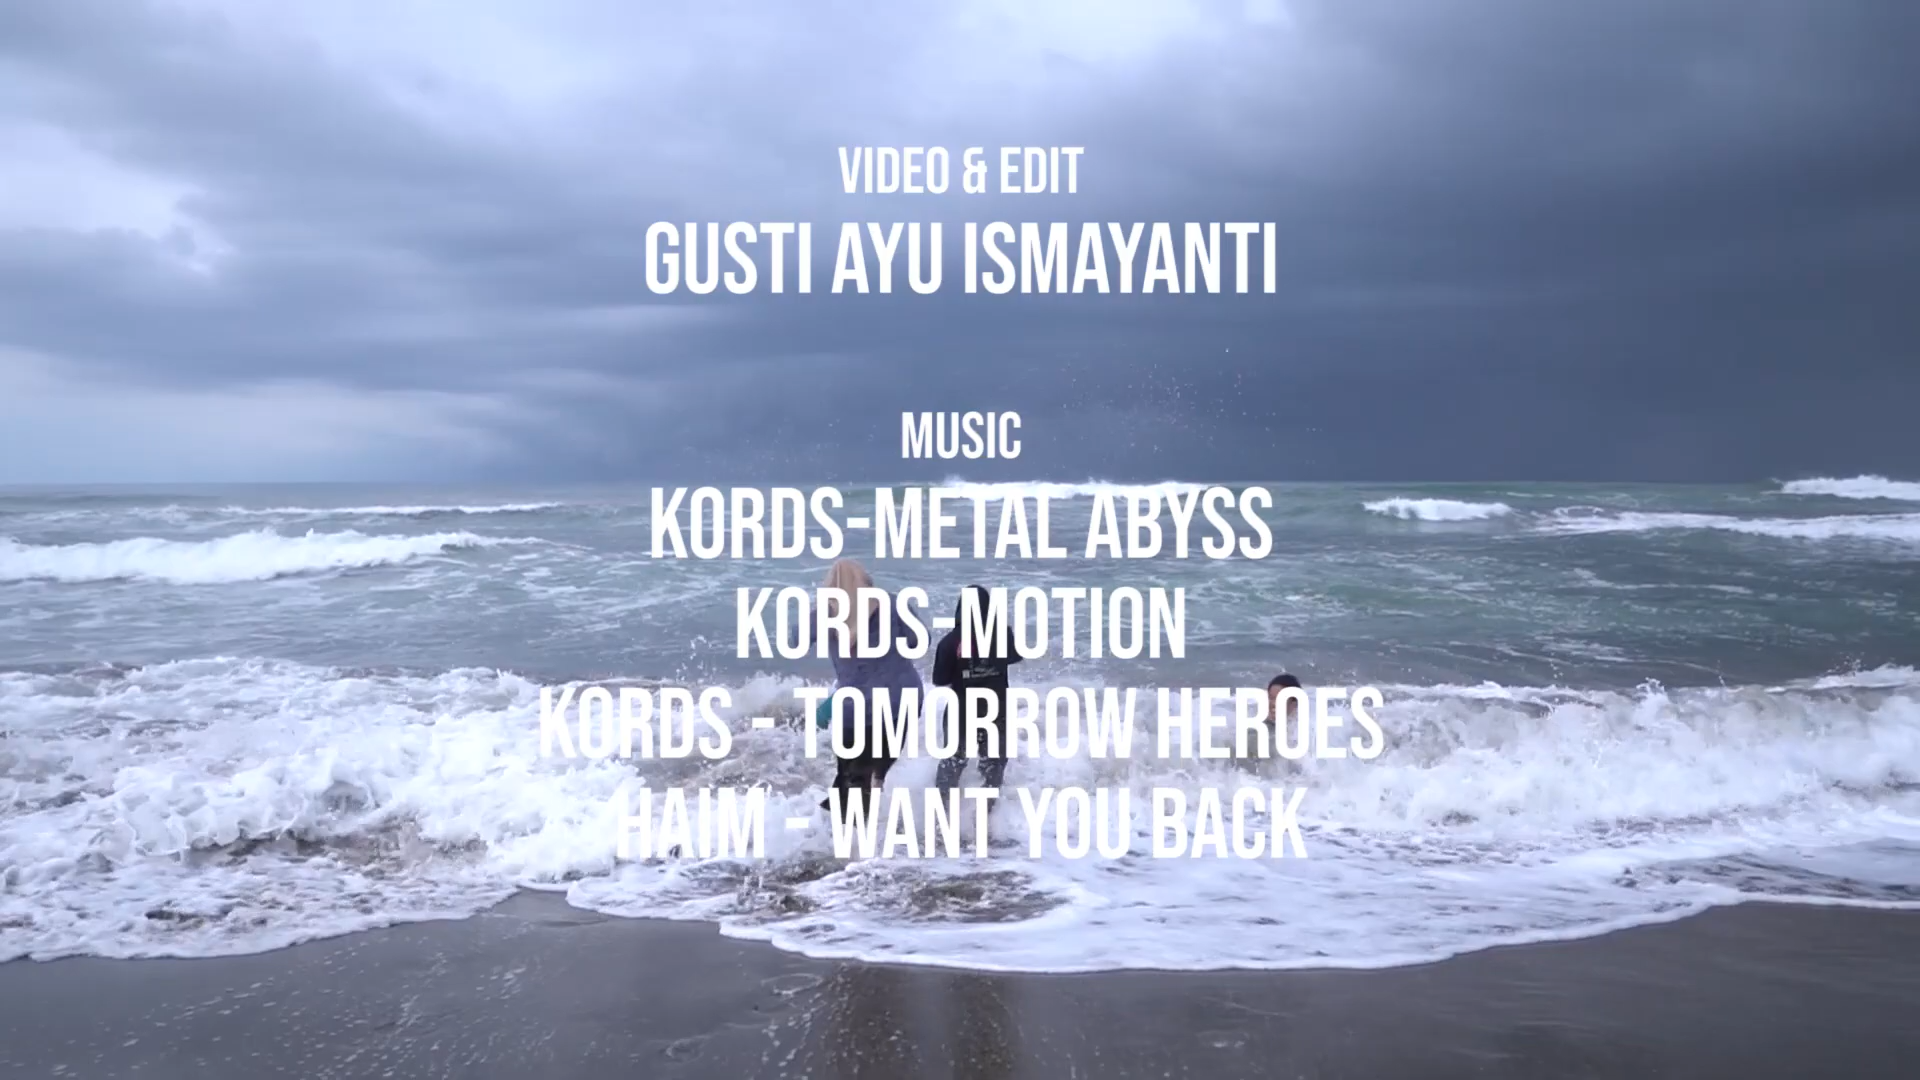 VIDEO & EDIT
GUSTI AYU ISMAYANTI
MUSIC
KORDS-METAL ABYSS
KORDS-MOTION
KORDS - TOMORROW HEROES
HAIM - WANT YOU BACK